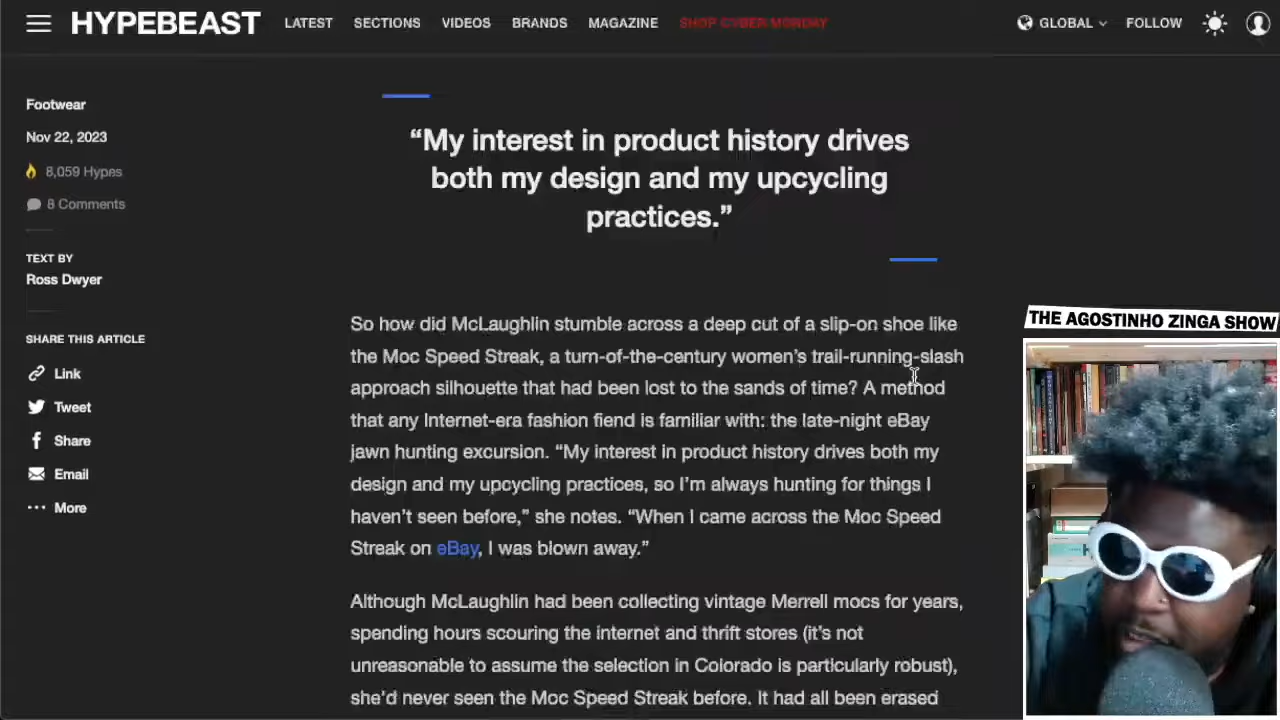 HYPEBEAST
LATEST
SECTIONS
VIDEOS
BRANDS
MAGAZINE
SHOP CYBER MONDAY
GLOBAL
FOLLOW
Footwear
Nov 22, 2023
8,059 Hypes
8 Comments
TEXT BY
Ross Dwyer
SHARE THIS ARTICLE
Link
Tweet
Share
Email
More
“My interest in product history drives
both my design and my upcycling
practices.”
So how did McLaughlin stumble across a deep cut of a slip-on shoe like
the Moc Speed Streak, a turn-of-the-century women’s trail-running-slash
approach silhouette that had been lost to the sands of time? A method
that any Internet-era fashion fiend is familiar with: the late-night eBay
jawn hunting excursion. “My interest in product history drives both my
design and my upcycling practices, so I’m always hunting for things I
haven’t seen before,” she notes. “When I came across the Moc Speed
Streak on eBay, I was blown away.”
Although McLaughlin had been collecting vintage Merrell mocs for years,
spending hours scouring the internet and thrift stores (it’s not
unreasonable to assume the selection in Colorado is particularly robust),
she’d never seen the Moc Speed Streak before. It had all been erased
THE AGOSTINHO ZINGA SHOW